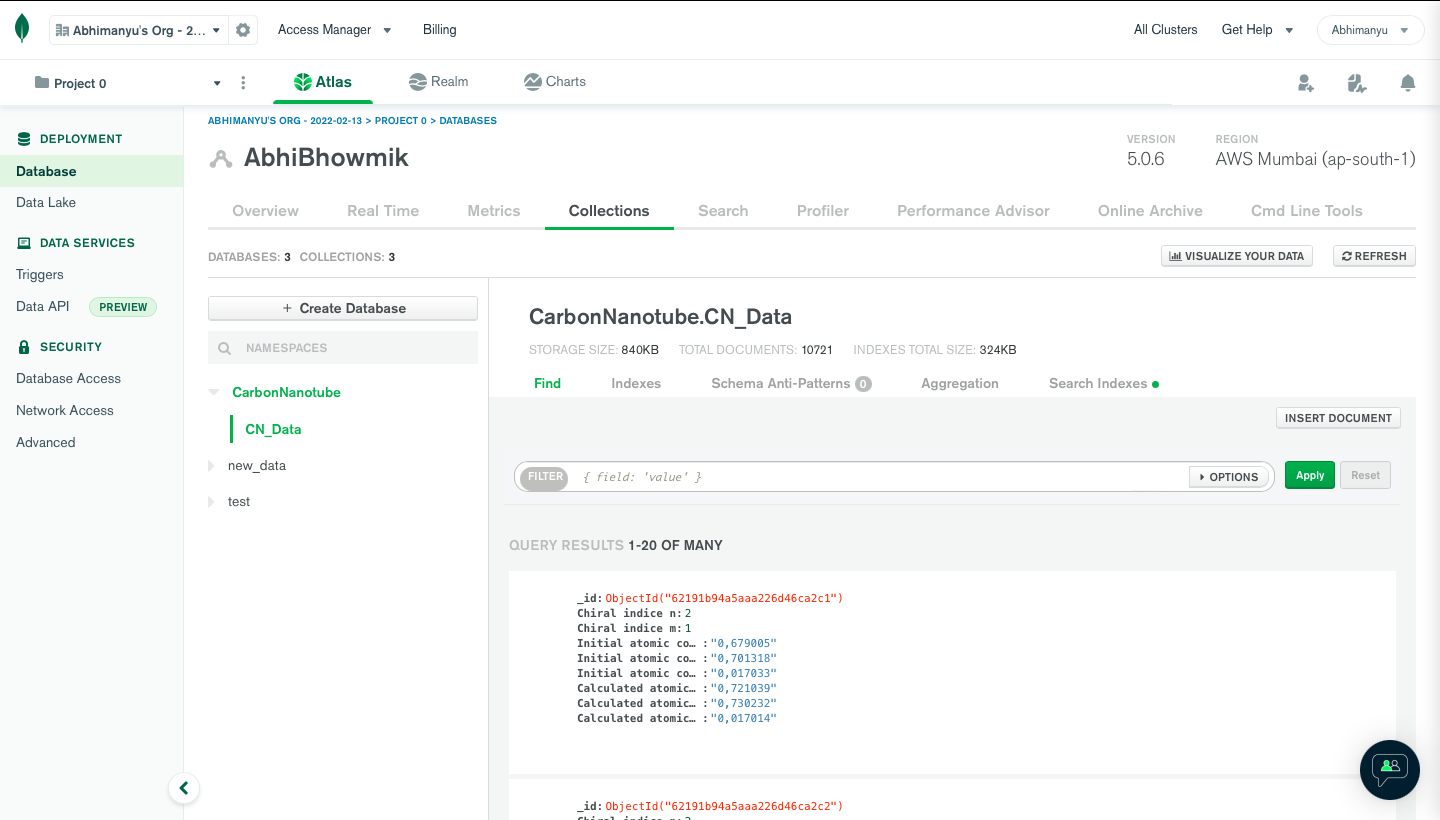 Abhimanyu's Org - 2... Access Manager Billing All Clusters Get Help Abhimanyu
Project 0 Atlas Realm Charts
DEPLOYMENT
Database
Data Lake
DATA SERVICES
Triggers
Data API PREVIEW
SECURITY
Database Access
Network Access
Advanced
ABHIMANYU'S ORG - 2022-02-13 > PROJECT 0 > DATABASES
AbhiBhowmik
VERSION
5.0.6
REGION
AWS Mumbai (ap-south-1)
Overview Real Time Metrics Collections Search Profiler Performance Advisor Online Archive Cmd Line Tools
DATABASES: 3 COLLECTIONS: 3
VISUALIZE YOUR DATA REFRESH
+ Create Database
NAMESPACES
CarbonNanotube
CN_Data
new_data
test
CarbonNanotube.CN_Data
STORAGE SIZE: 840KB TOTAL DOCUMENTS: 10721 INDEXES TOTAL SIZE: 324KB
Find Indexes Schema Anti-Patterns 0 Aggregation Search Indexes
INSERT DOCUMENT
FILTER { field: 'value' } OPTIONS Apply Reset
QUERY RESULTS 1-20 OF MANY
_id: ObjectId("62191b94a5aaa226d46ca2c1")
Chiral indice n: 2
Chiral indice m: 1
Initial atomic co… : "0,679005"
Initial atomic co… : "0,701318"
Initial atomic co… : "0,017033"
Calculated atomic… : "0,721039"
Calculated atomic… : "0,730232"
Calculated atomic… : "0,017014"
_id: ObjectId("62191b94a5aaa226d46ca2c2")